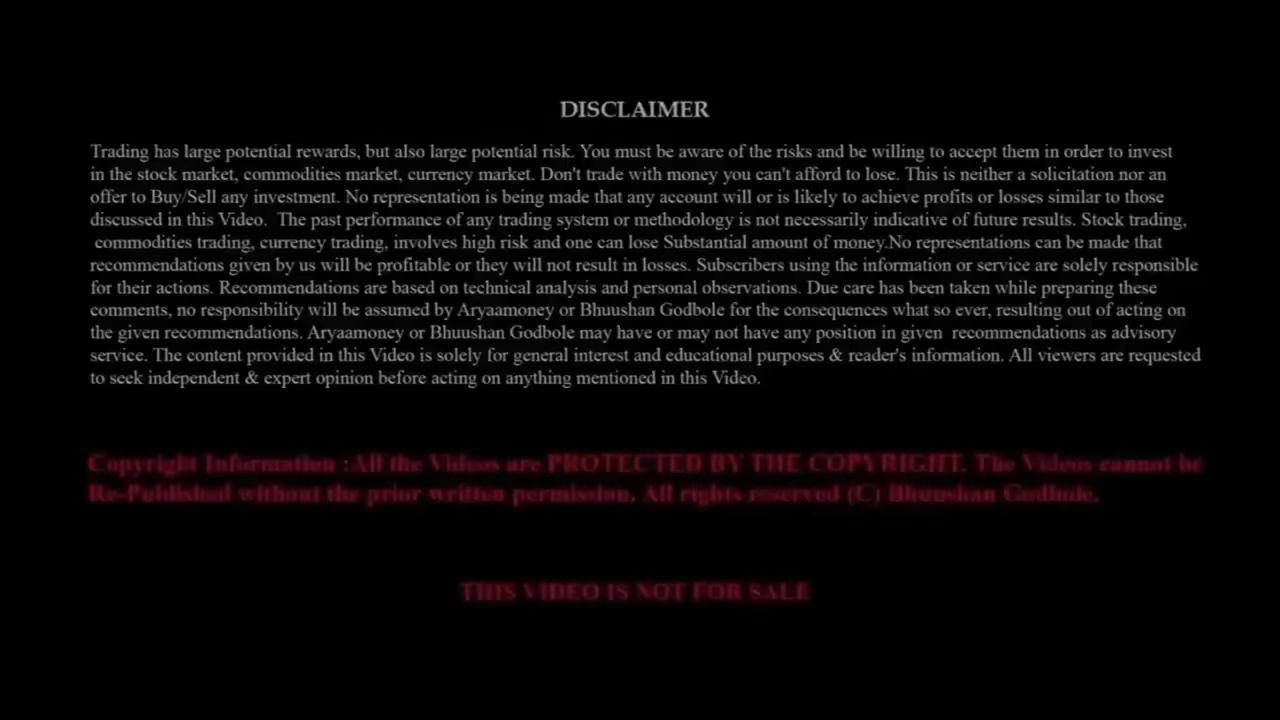 DISCLAIMER
Trading has large potential rewards, but also large potential risk. You must be aware of the risks and be willing to accept them in order to invest
in the stock market, commodities market, currency market. Don't trade with money you can't afford to lose. This is neither a solicitation nor an
offer to Buy/Sell any investment. No representation is being made that any account will or is likely to achieve profits or losses similar to those
discussed in this Video.  The past performance of any trading system or methodology is not necessarily indicative of future results. Stock trading,
commodities trading, currency trading, involves high risk and one can lose Substantial amount of money.No representations can be made that
recommendations given by us will be profitable or they will not result in losses. Subscribers using the information or service are solely responsible
for their actions. Recommendations are based on technical analysis and personal observations. Due care has been taken while preparing these
comments, no responsibility will be assumed by Aryaamoney or Bhuushan Godbole for the consequences what so ever, resulting out of acting on
the given recommendations. Aryaamoney or Bhuushan Godbole may have or may not have any position in given  recommendations as advisory
service. The content provided in this Video is solely for general interest and educational purposes & reader's information. All viewers are requested
to seek independent & expert opinion before acting on anything mentioned in this Video.
Copyright Information :All the Videos are PROTECTED BY THE COPYRIGHT. The Videos cannot be
Re-Published without the prior written permission. All rights reserved (C) Bhuushan Godbole.
THIS VIDEO IS NOT FOR SALE